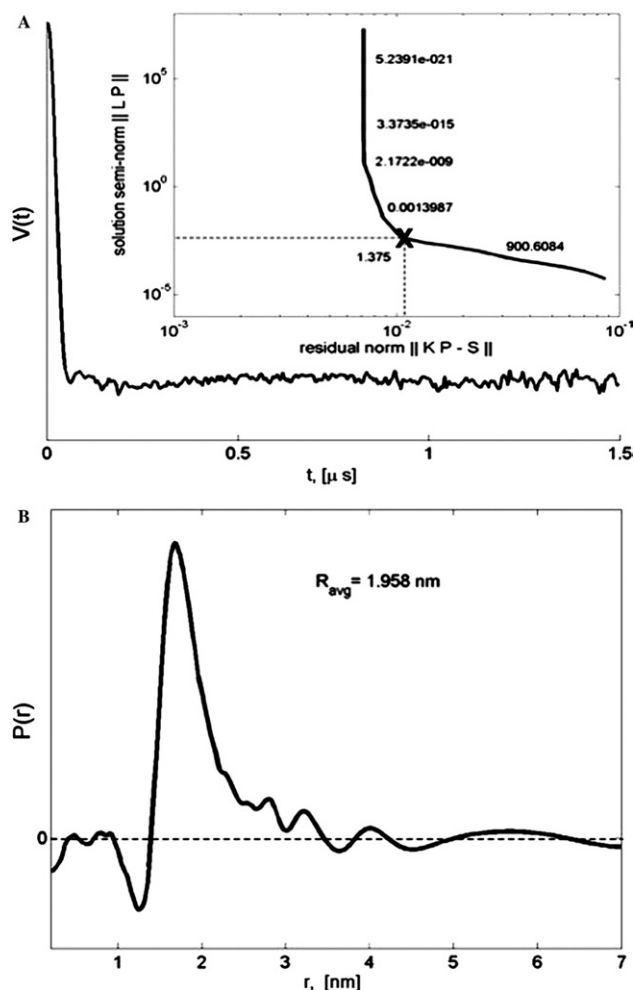 A
V(t)
solution semi-norm || L P ||
10^5
10^0
10^-5
5.2391e-021
3.3735e-015
2.1722e-009
0.0013987
1.375
900.6084
10^-3
10^-2
10^-1
residual norm || K P - S ||
0
0.5
1
1.5
t, [μ s]
B
R_avg = 1.958 nm
P(r)
0
1
2
3
4
5
6
7
r, [nm]